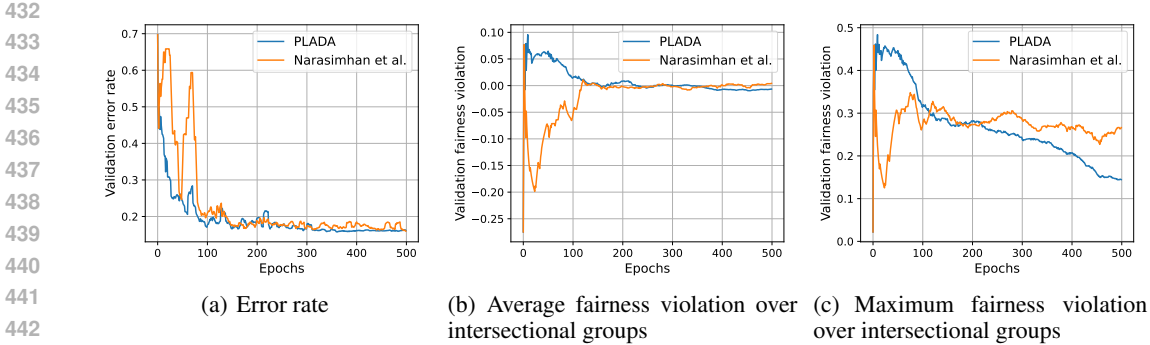 432
433
434
435
436
437
438
439
440
441
442
0.7
0.6
0.5
0.4
0.3
0.2
Validation error rate
PLADA
Narasimhan et al.
0 100 200 300 400 500
Epochs
(a) Error rate
0.10
0.05
0.00
−0.05
−0.10
−0.15
−0.20
−0.25
Validation fairness violation
PLADA
Narasimhan et al.
0 100 200 300 400 500
Epochs
(b) Average fairness violation over
intersectional groups
0.5
0.4
0.3
0.2
0.1
0.0
Validation fairness violation
PLADA
Narasimhan et al.
0 100 200 300 400 500
Epochs
(c) Maximum fairness violation
over intersectional groups